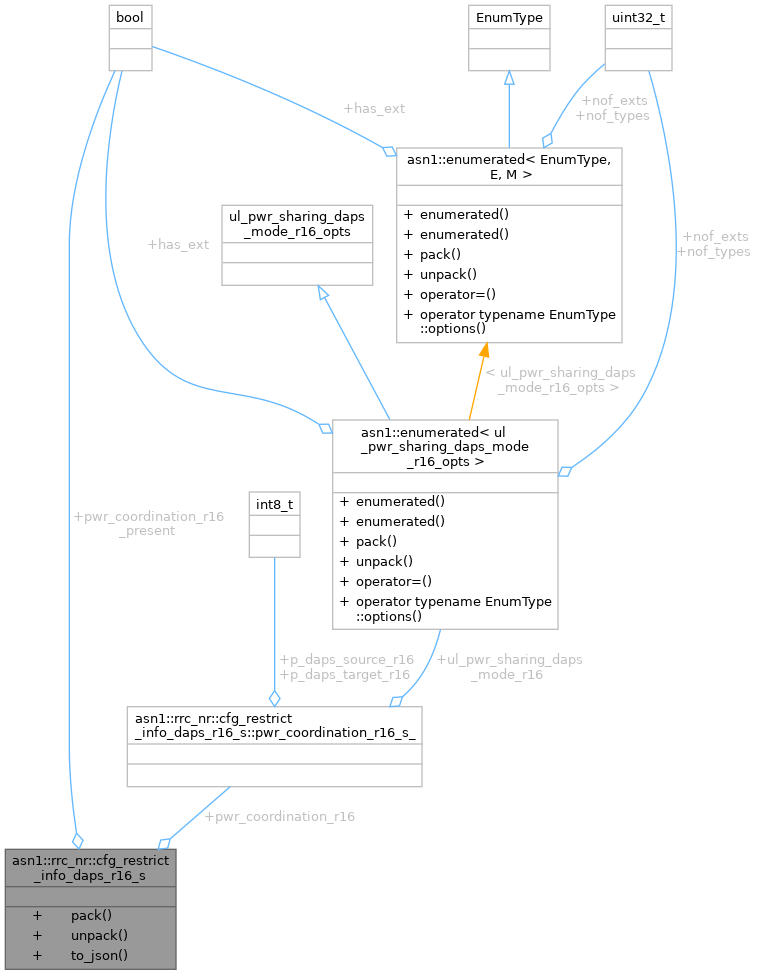 bool
EnumType
uint32_t
+has_ext
+nof_exts
+nof_types
asn1::enumerated< EnumType,
E, M >
+ enumerated()
+ enumerated()
+ pack()
+ unpack()
+ operator=()
+ operator typename EnumType
::options()
ul_pwr_sharing_daps
_mode_r16_opts
+has_ext
+nof_exts
+nof_types
< ul_pwr_sharing_daps
_mode_r16_opts >
asn1::enumerated< ul
_pwr_sharing_daps_mode
_r16_opts >
+ enumerated()
+ enumerated()
+ pack()
+ unpack()
+ operator=()
+ operator typename EnumType
::options()
int8_t
+pwr_coordination_r16
_present
+p_daps_source_r16
+p_daps_target_r16
+ul_pwr_sharing_daps
_mode_r16
asn1::rrc_nr::cfg_restrict
_info_daps_r16_s::pwr_coordination_r16_s_
+pwr_coordination_r16
asn1::rrc_nr::cfg_restrict
_info_daps_r16_s
+ pack()
+ unpack()
+ to_json()